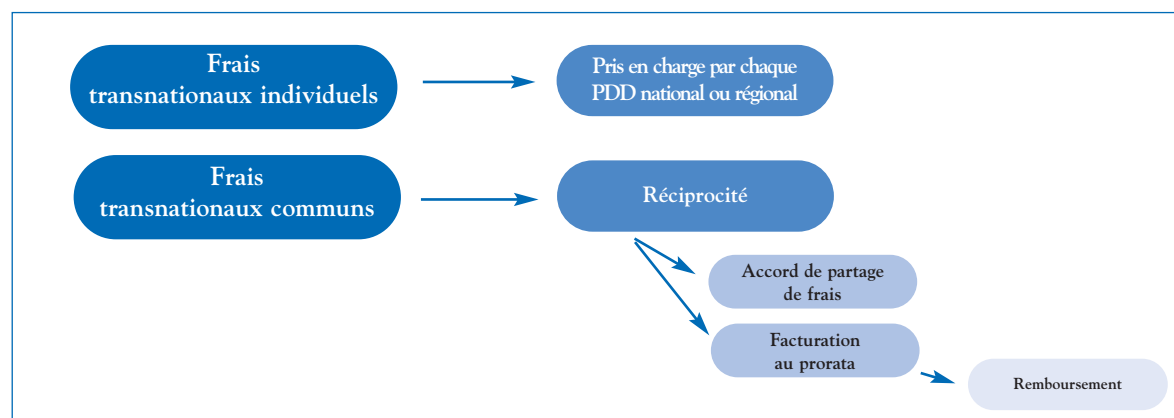 Frais
transnationaux individuels
Pris en charge par chaque
PDD national ou régional
Frais
transnationaux communs
Réciprocité
Accord de partage
de frais
Facturation
au prorata
Remboursement